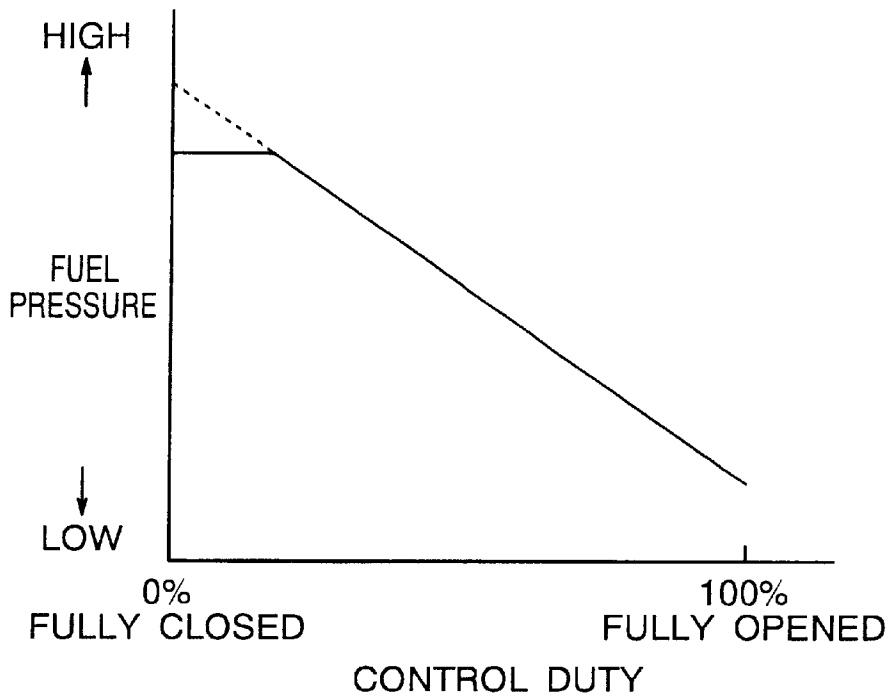 HIGH
FUEL
PRESSURE
LOW
0%
100%
FULLY CLOSED
FULLY OPENED
CONTROL DUTY